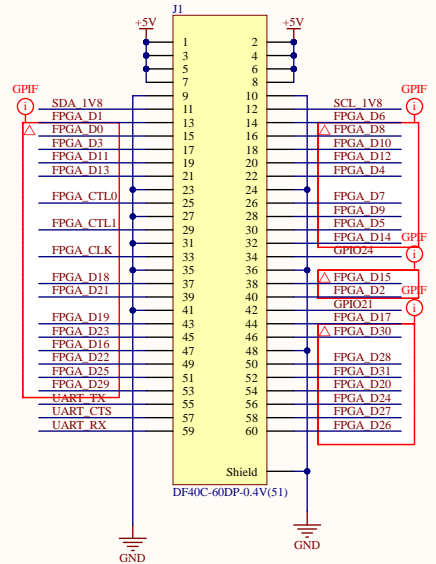 J1
+5V +5V
1 2
3 4
5 6
7 8
GPIF GPIF
9 10
i i
SDA_1V8 11 12 SCL_1V8
FPGA_D1 13 14 FPGA_D6
FPGA_D0 15 16 FPGA_D8
FPGA_D3 17 18 FPGA_D10
FPGA_D11 19 20 FPGA_D12
FPGA_D13 21 22 FPGA_D4
23 24
FPGA_CTL0 25 26 FPGA_D7
27 28 FPGA_D9
FPGA_CTL1 29 30 FPGA_D5
GPIF
31 32 FPGA_D14
i
FPGA_CLK 33 34 GPIO24
35 36
FPGA_D18 37 38 FPGA_D15
GPIF
FPGA_D21 39 40 FPGA_D2
i
41 42 GPIO21
FPGA_D19 43 44 FPGA_D17
FPGA_D23 45 46 FPGA_D30
FPGA_D16 47 48
FPGA_D22 49 50 FPGA_D28
FPGA_D25 51 52 FPGA_D31
FPGA_D29 53 54 FPGA_D20
UART_TX 55 56 FPGA_D24
UART_CTS 57 58 FPGA_D27
UART_RX 59 60 FPGA_D26
Shield
DF40C-60DP-0.4V(51)
GND GND